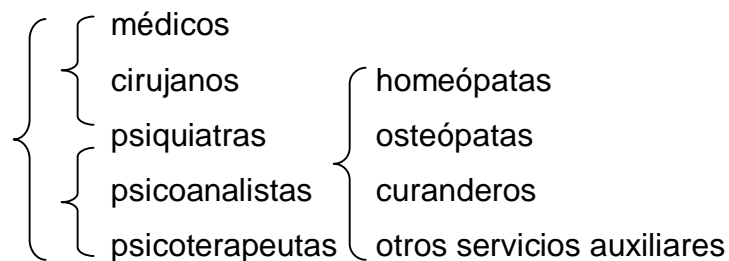 médicos
cirujanos homeópatas
psiquiatras osteópatas
psicoanalistas curanderos
psicoterapeutas otros servicios auxiliares